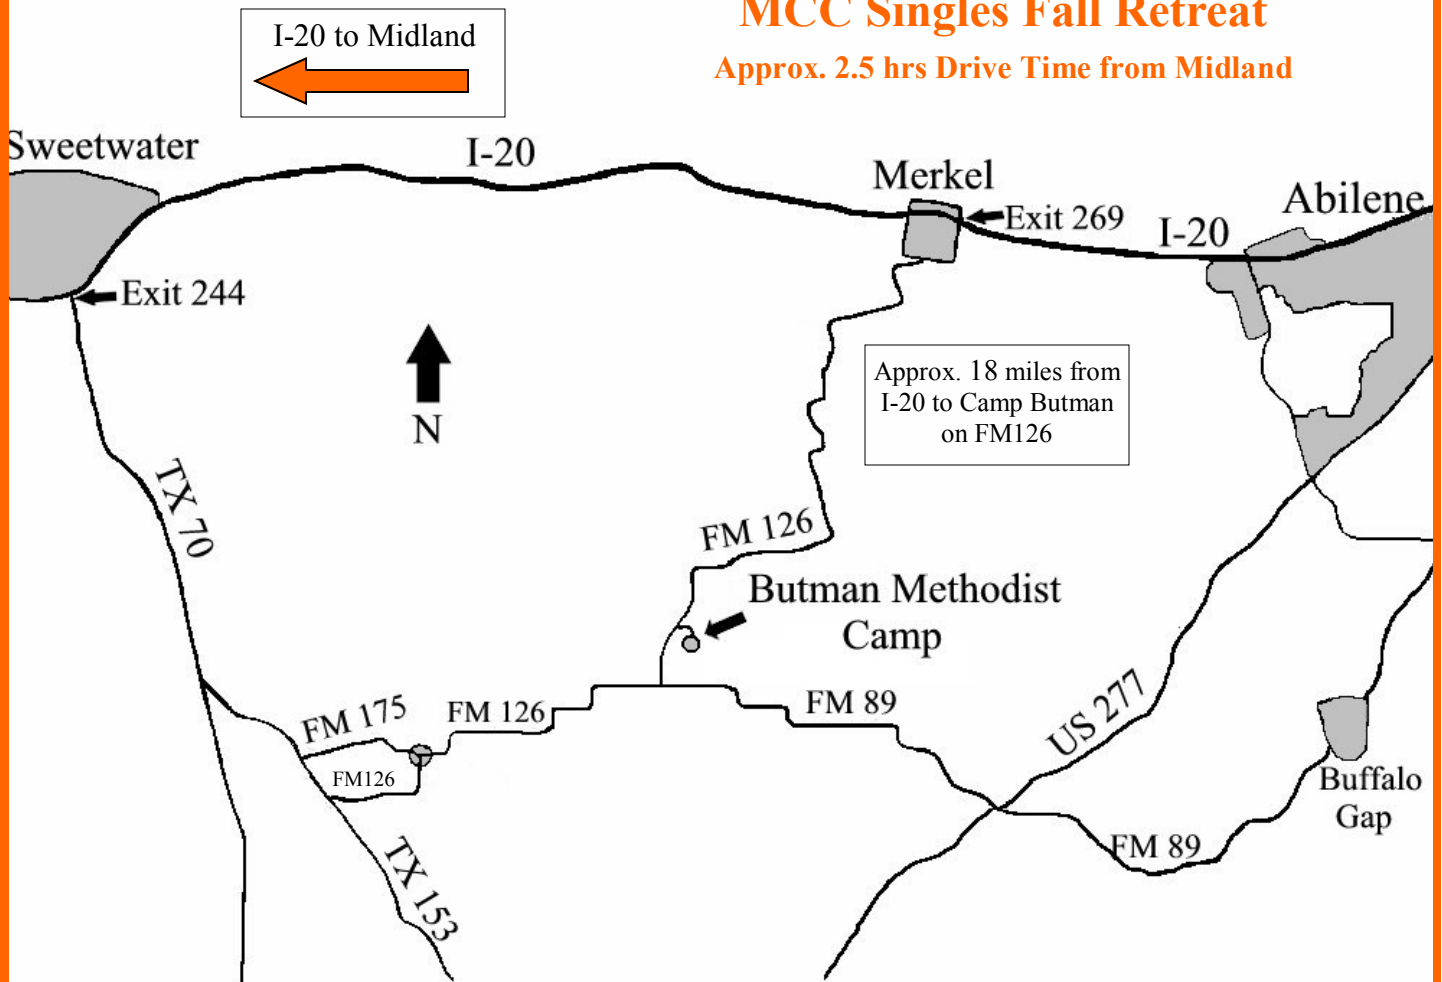 MCC Singles Fall Retreat
Approx. 2.5 hrs Drive Time from Midland
I-20 to Midland
Sweetwater
I-20
Merkel
Exit 269
I-20
Abilene
Exit 244
N
Approx. 18 miles from
I-20 to Camp Butman
on FM126
TX 70
FM 126
Butman Methodist
Camp
FM 175
FM 126
FM 89
US 277
FM126
Buffalo
Gap
TX 153
FM 89